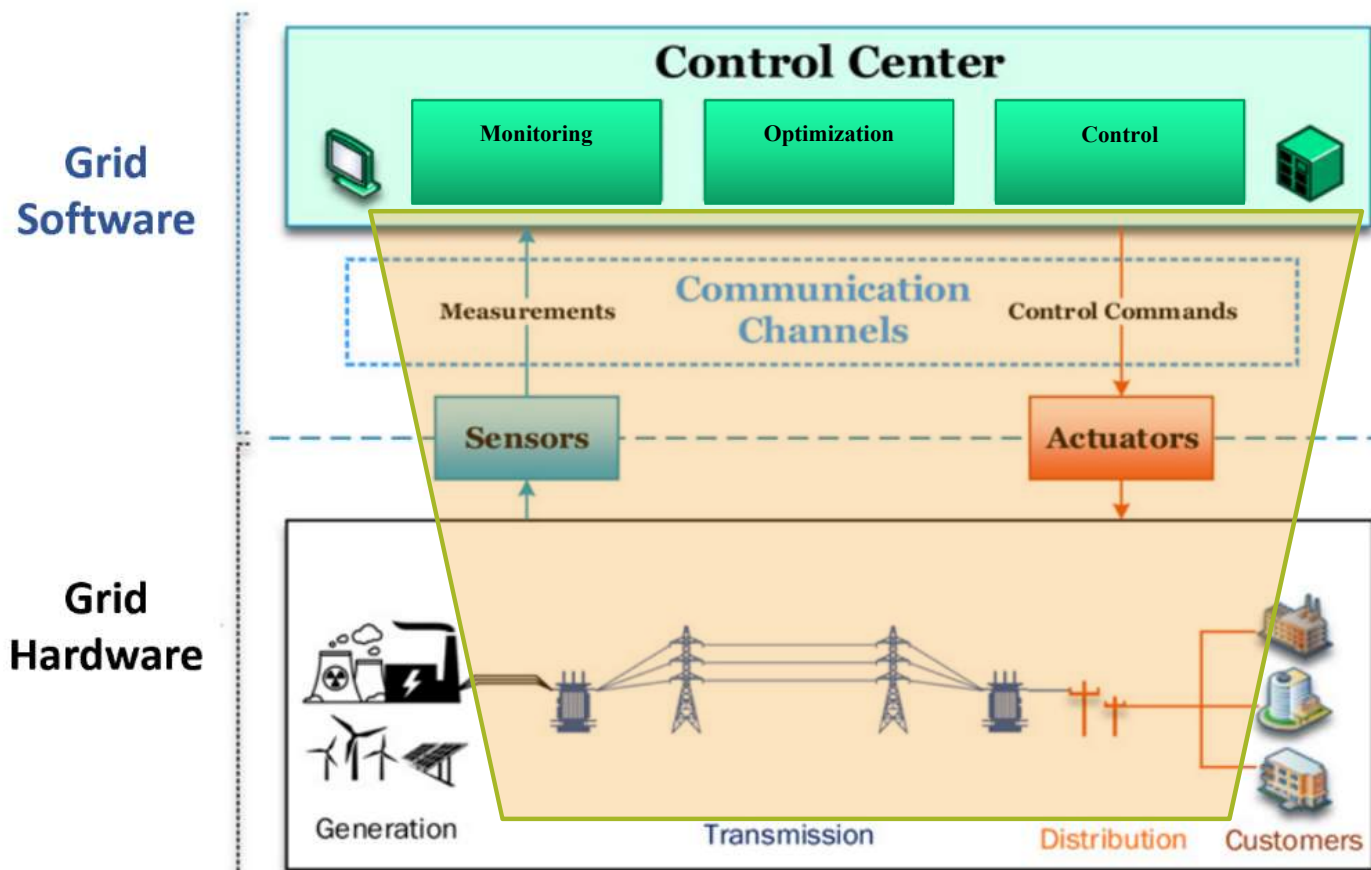 Control Center
Monitoring
Optimization
Control
Grid
Software
Communication
Channels
Measurements
Control Commands
Sensors
Actuators
Grid
Hardware
Generation
Transmission
Distribution
Customers